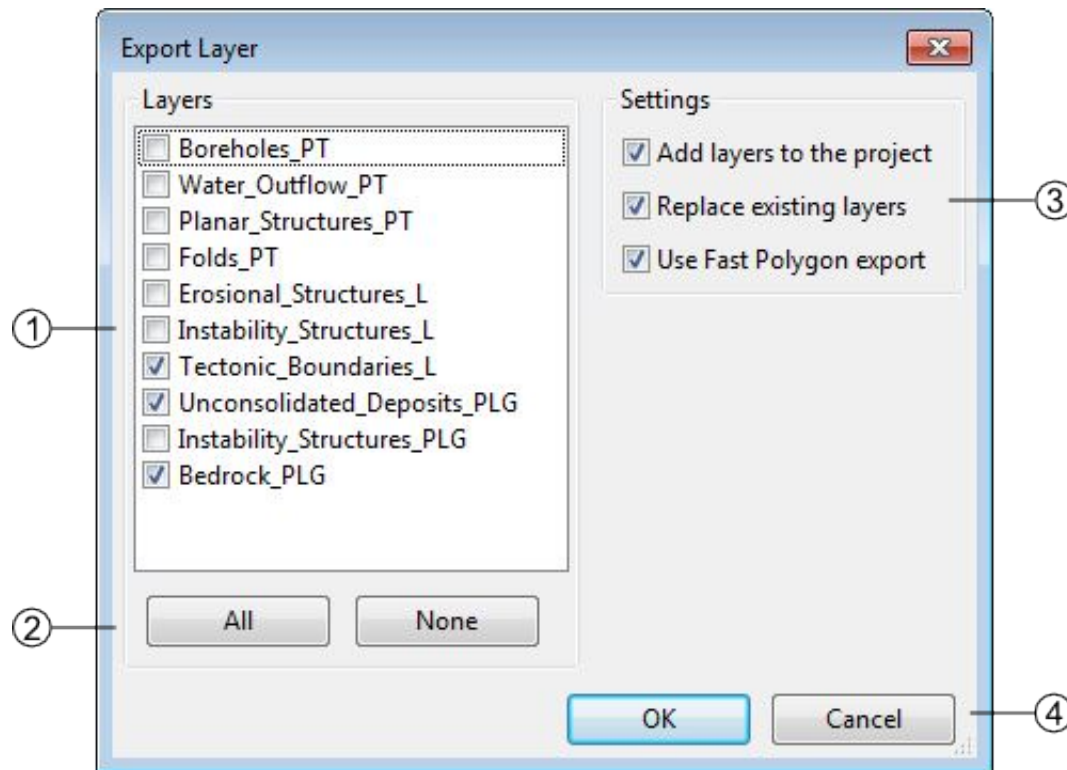 Export Layer
Layers
Boreholes_PT
Water_Outflow_PT
Planar_Structures_PT
Folds_PT
Erosional_Structures_L
Instability_Structures_L
Tectonic_Boundaries_L
Unconsolidated_Deposits_PLG
Instability_Structures_PLG
Bedrock_PLG
All None
Settings
Add layers to the project
Replace existing layers
Use Fast Polygon export
OK Cancel
1
2
3
4